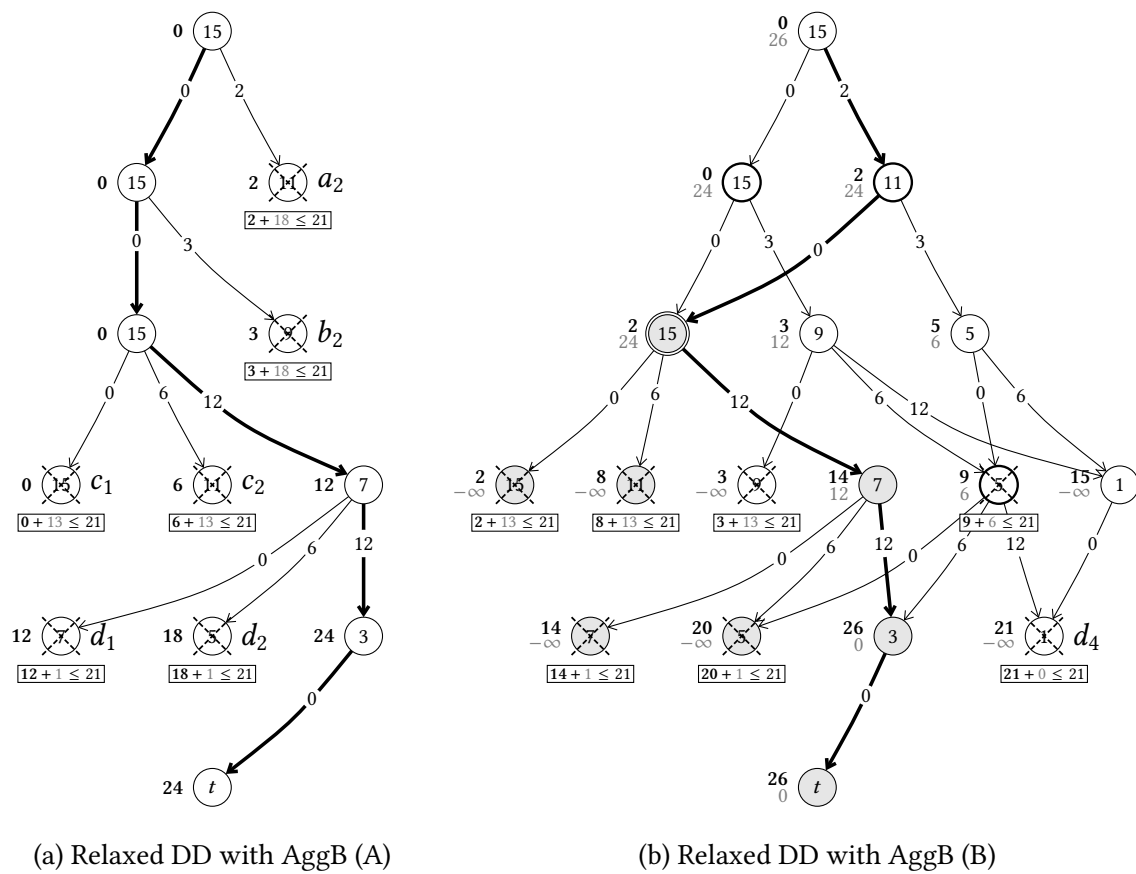 0 15
2
0
0 15
2 11 a₂
2 + 18 ≤ 21
0
3
0 15
3 9 b₂
3 + 18 ≤ 21
0
6
12
0 15 c₁
0 + 13 ≤ 21
6 11 c₂
6 + 13 ≤ 21
12 7
0
6
12
12 7 d₁
12 + 1 ≤ 21
18 5 d₂
18 + 1 ≤ 21
24 3
0
24 t
(a) Relaxed DD with AggB (A)
0 15
26
0
2
0 15
24
2 11
24
0
3
0
3
2 15
24
3 9
12
5 5
6
0
6
12
0
6
12
0
6
2 15
−∞
2 + 13 ≤ 21
8 11
−∞
8 + 13 ≤ 21
3 9
−∞
3 + 13 ≤ 21
14 7
12
9 5
6
9 + 6 ≤ 21
15 1
−∞
0
6
12
0
6
12
0
14 7
−∞
14 + 1 ≤ 21
20 5
−∞
20 + 1 ≤ 21
26 3
0
21 1 d₄
−∞
21 + 0 ≤ 21
0
26 t
0
(b) Relaxed DD with AggB (B)